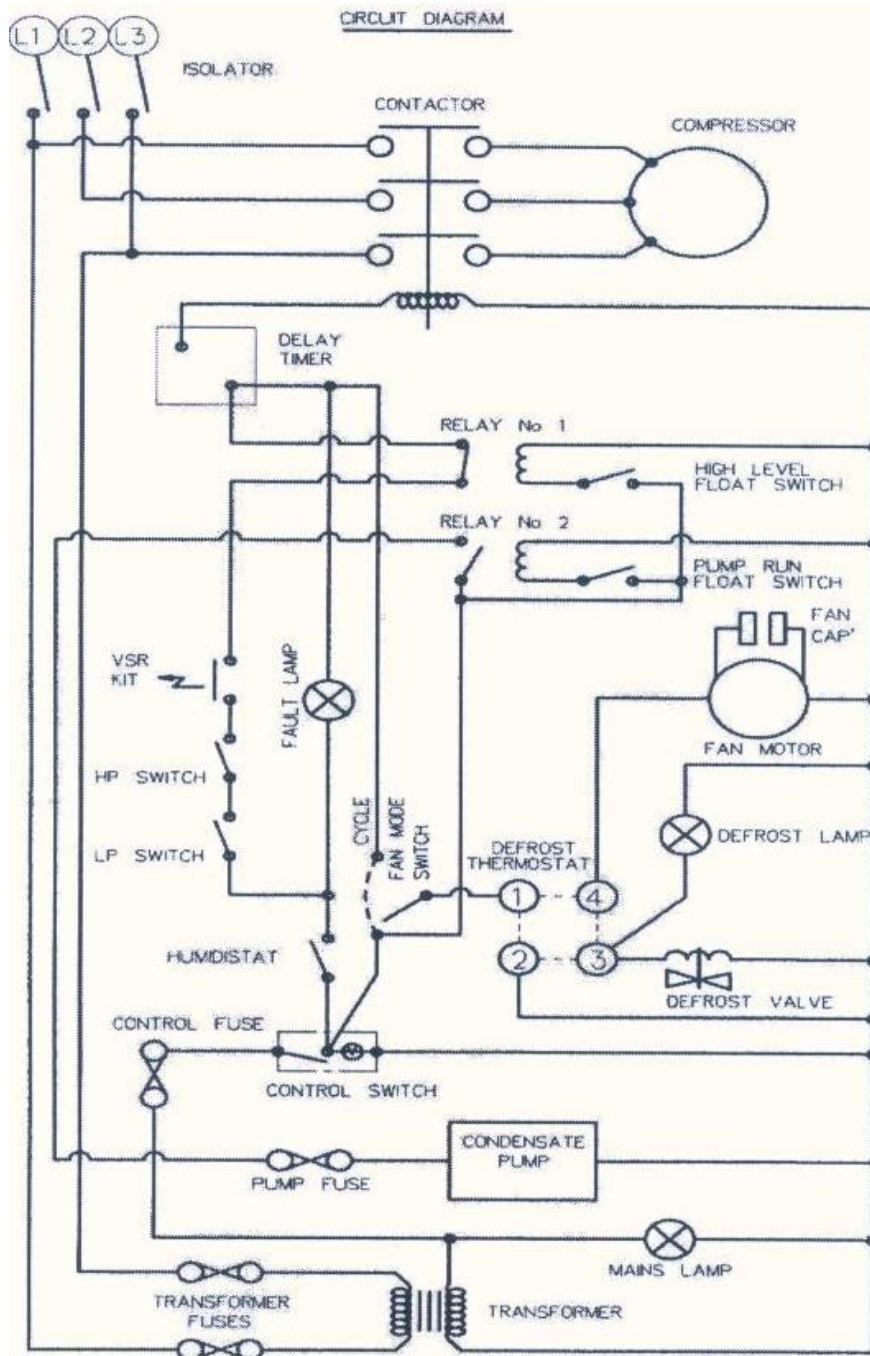 CIRCUIT DIAGRAM
L1 L2 L3
ISOLATOR
CONTACTOR
COMPRESSOR
DELAY
TIMER
RELAY No 1
HIGH LEVEL
FLOAT SWITCH
RELAY No 2
PUMP RUN
FLOAT SWITCH
FAN
CAP'
VSR
KIT
FAULT LAMP
FAN MOTOR
HP SWITCH
CYCLE
FAN MODE
SWITCH
DEFROST
THERMOSTAT
DEFROST LAMP
LP SWITCH
1 4
2 3
HUMIDISTAT
DEFROST VALVE
CONTROL FUSE
CONTROL SWITCH
CONDENSATE
PUMP
PUMP FUSE
MAINS LAMP
TRANSFORMER
FUSES
TRANSFORMER